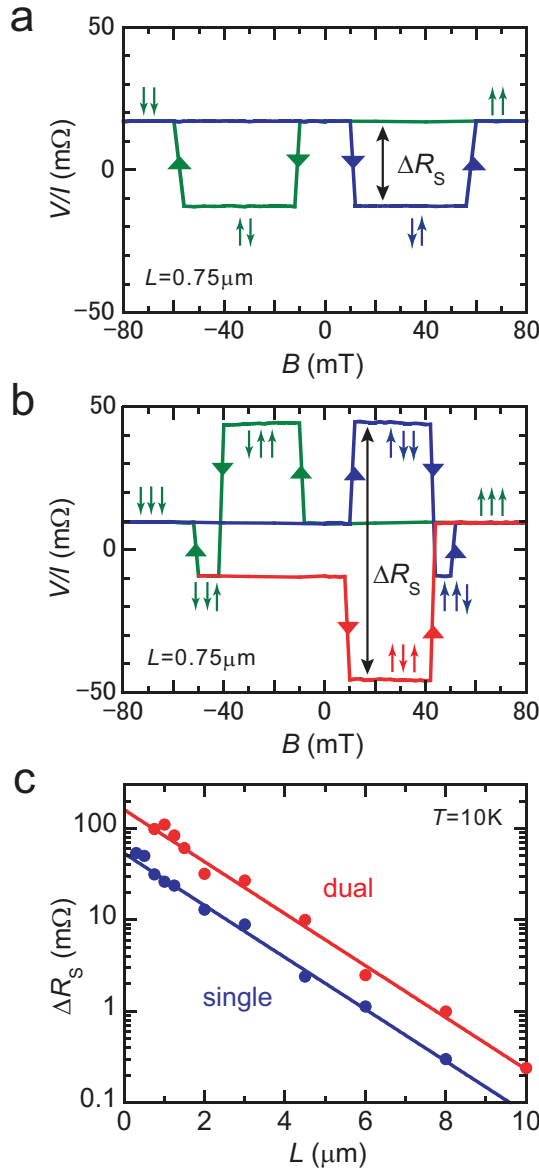 a
50
0
−50
V/I (mΩ)
↓↓
↑↑
ΔR_S
↑↓
↓↑
L=0.75μm
−80
−40
0
40
80
B (mT)
b
50
0
−50
V/I (mΩ)
↓↑↑
↑↓↓
↓↓↓
↑↑↑
ΔR_S
↓↓↑
↑↑↓
L=0.75μm
↑↓↑
−80
−40
0
40
80
B (mT)
c
100
10
1
0.1
ΔR_S (mΩ)
T=10K
dual
single
0
2
4
6
8
10
L (μm)